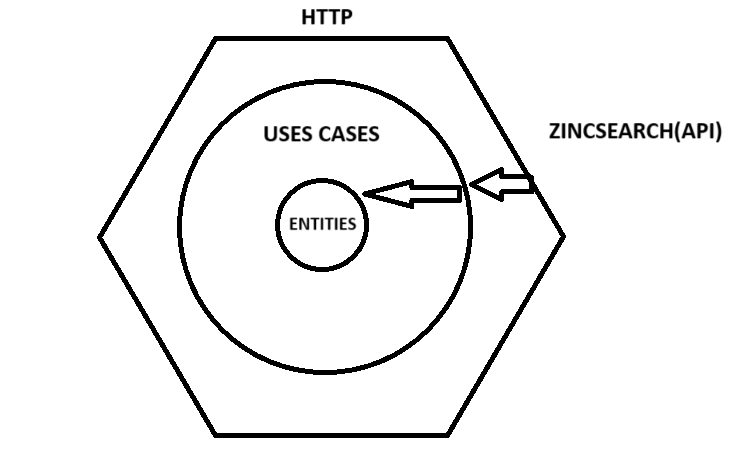 HTTP
ZINCSEARCH(API)
USES CASES
ENTITIES